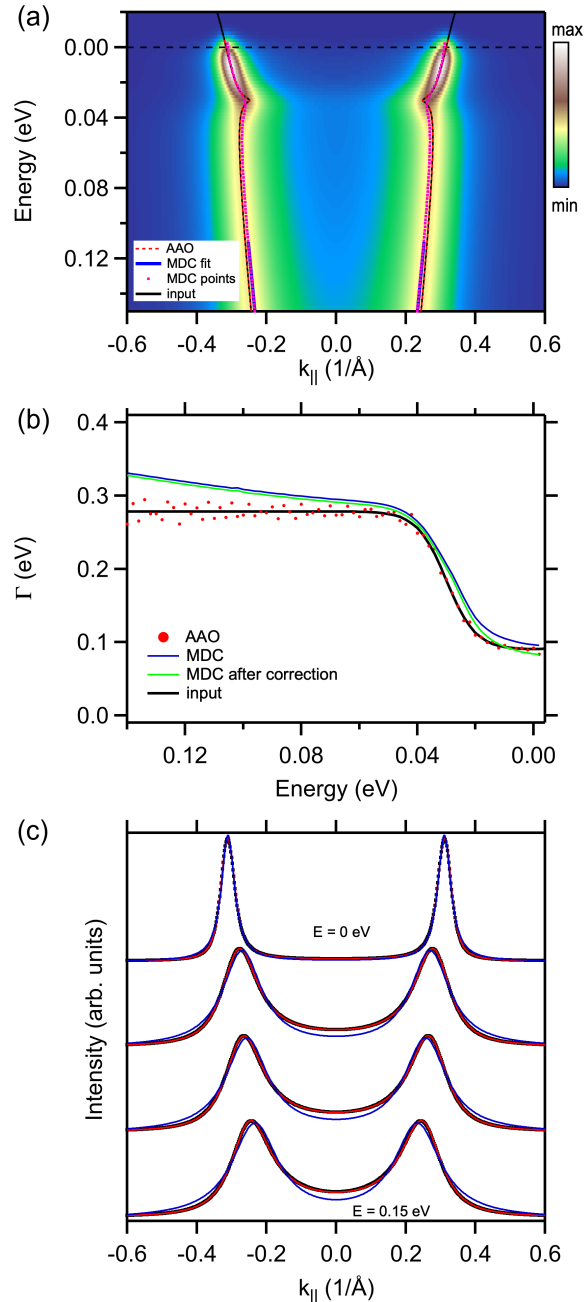 (a)
0.00
0.04
0.08
0.12
Energy (eV)
max
min
AAO
MDC fit
MDC points
input
-0.6 -0.4 -0.2 0.0 0.2 0.4 0.6
k|| (1/Å)
(b)
0.4
0.3
0.2
0.1
0.0
Γ (eV)
AAO
MDC
MDC after correction
input
0.12 0.08 0.04 0.00
Energy (eV)
(c)
Intensity (arb. units)
E = 0 eV
E = 0.15 eV
-0.6 -0.4 -0.2 0.0 0.2 0.4 0.6
k|| (1/Å)